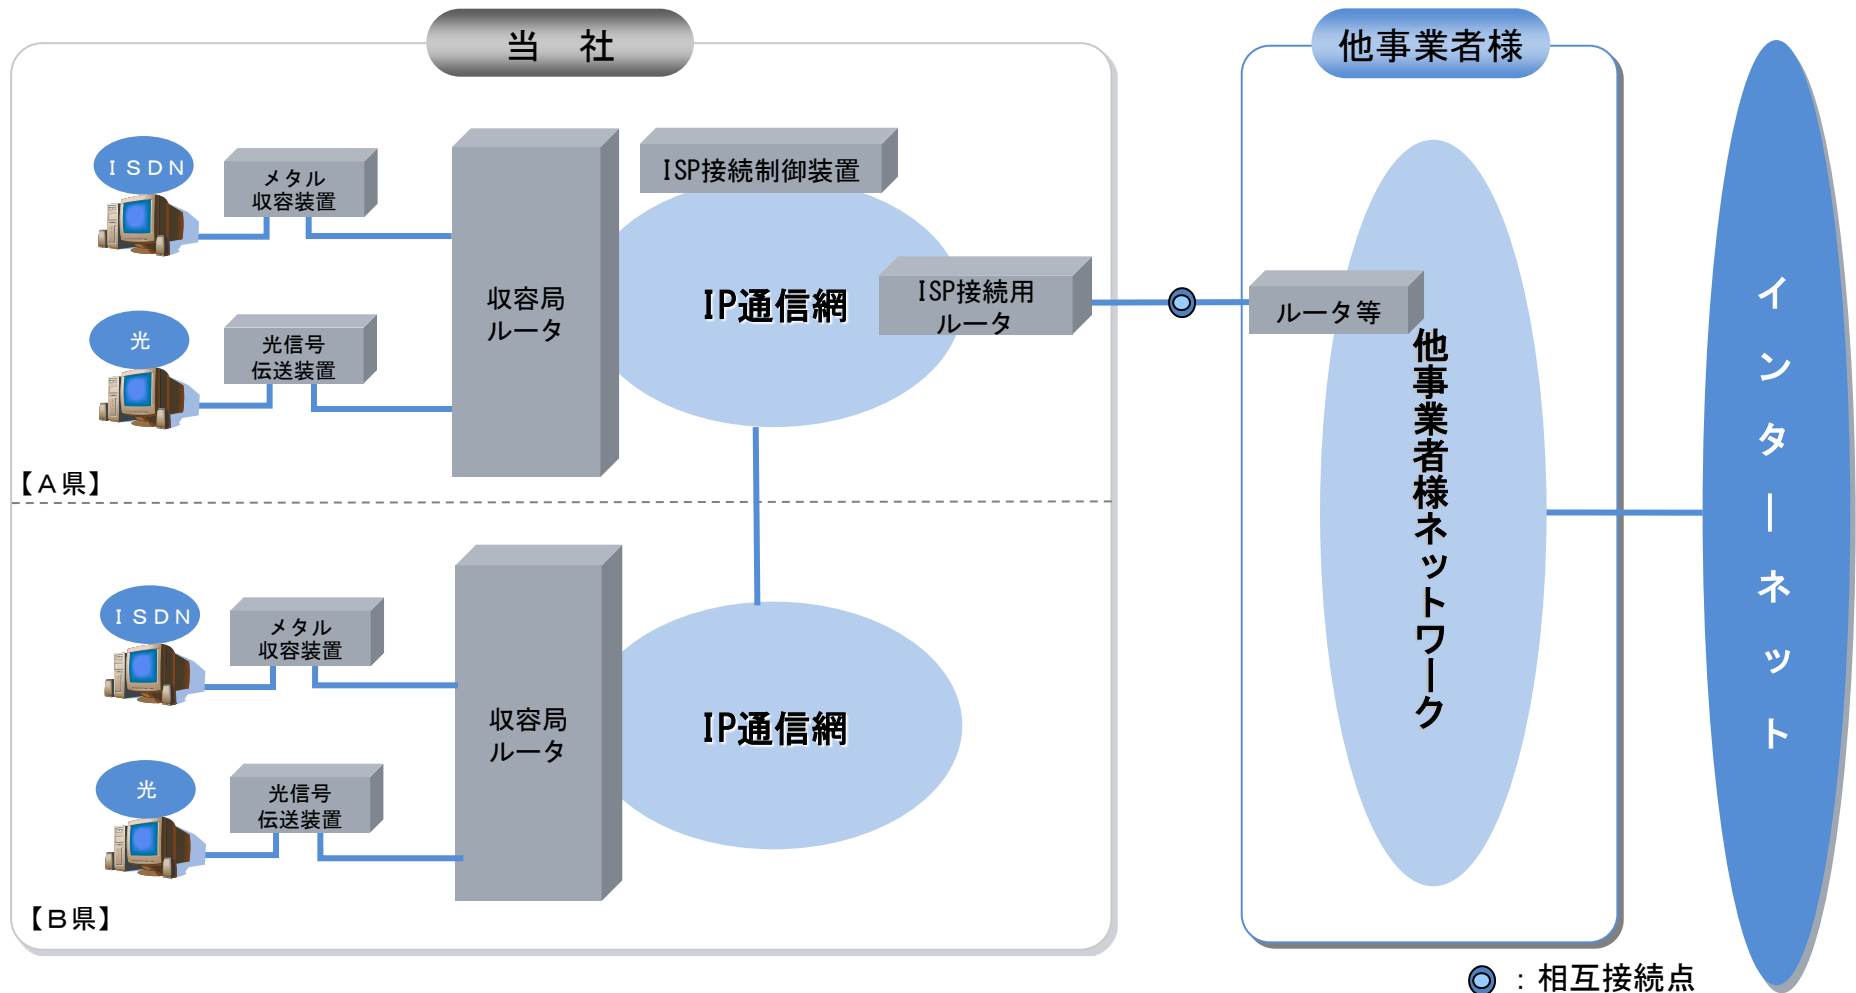 当　社
他事業者様
ＩＳＤＮ
メタル
収容装置
ISP接続制御装置
収容局
ルータ
IP通信網
ISP接続用
ルータ
ルータ等
光
光信号
伝送装置
【Ａ県】
ＩＳＤＮ
メタル
収容装置
収容局
ルータ
IP通信網
光
光信号
伝送装置
【Ｂ県】
他事業者様ネットワーク
インターネット
：相互接続点